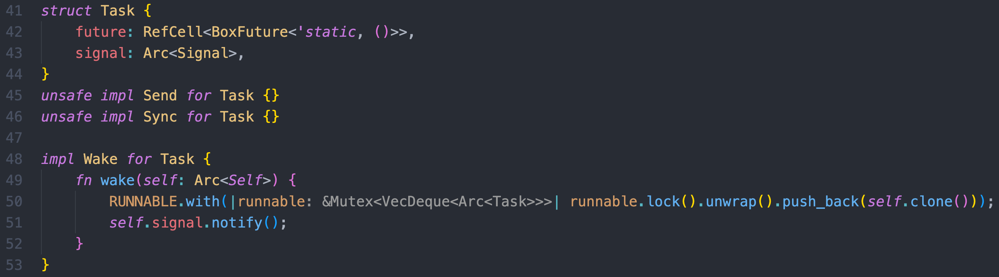 41 struct Task {
42     future: RefCell<BoxFuture<'static, ()>>,
43     signal: Arc<Signal>,
44 }
45 unsafe impl Send for Task {}
46 unsafe impl Sync for Task {}
47
48 impl Wake for Task {
49     fn wake(self: Arc<Self>) {
50         RUNNABLE.with(|runnable: &Mutex<VecDeque<Arc<Task>>>| runnable.lock().unwrap().push_back(self.clone()));
51         self.signal.notify();
52     }
53 }